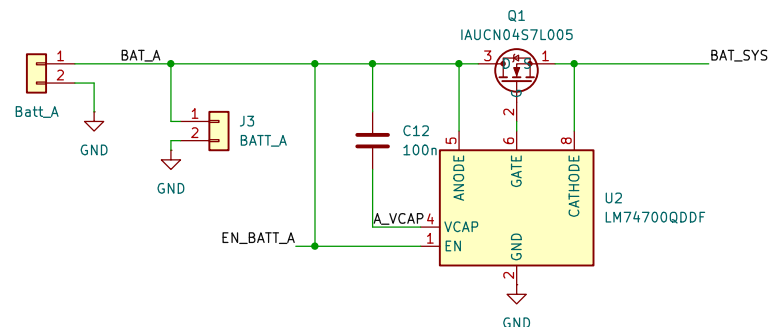 Q1
IAUCN04S7L005
BAT_A
3
1
BAT_SYS
1
2
Batt_A
GND
1
2
J3
BATT_A
GND
D
S
G
2
C12
100n
5
6
8
ANODE
GATE
CATHODE
U2
LM74700QDDF
A_VCAP
4
VCAP
EN_BATT_A
1
EN
GND
2
GND